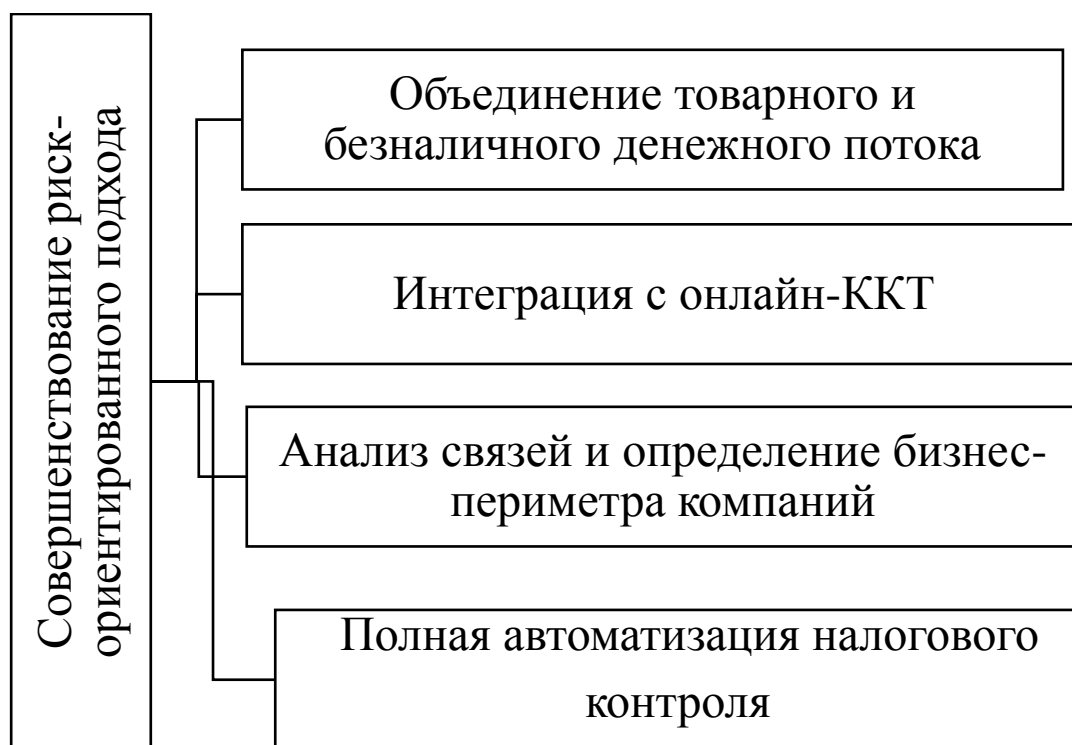 Совершенствование риск-
ориентированного подхода
Объединение товарного и
безналичного денежного потока
Интеграция с онлайн-ККТ
Анализ связей и определение бизнес-
периметра компаний
Полная автоматизация налогового
контроля